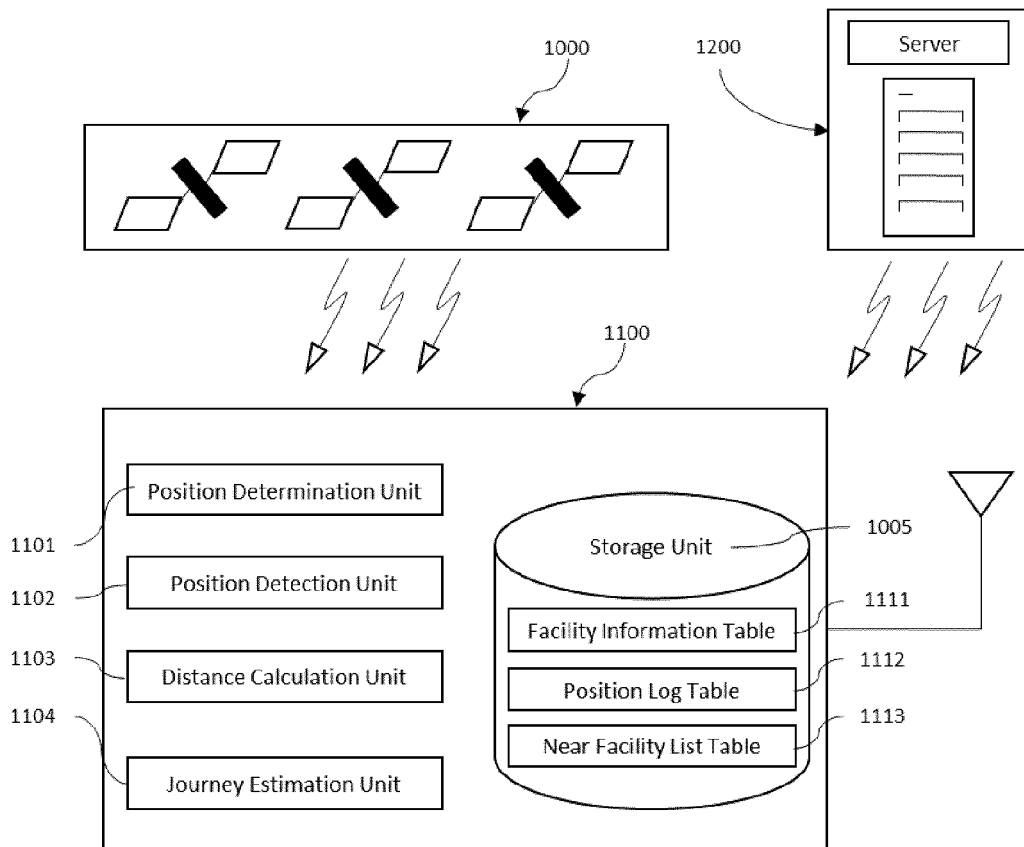 1000
1200
Server
1100
Position Determination Unit
1101
Position Detection Unit
1102
Distance Calculation Unit
1103
1104
Journey Estimation Unit
Storage Unit
1005
Facility Information Table
1111
Position Log Table
1112
Near Facility List Table
1113